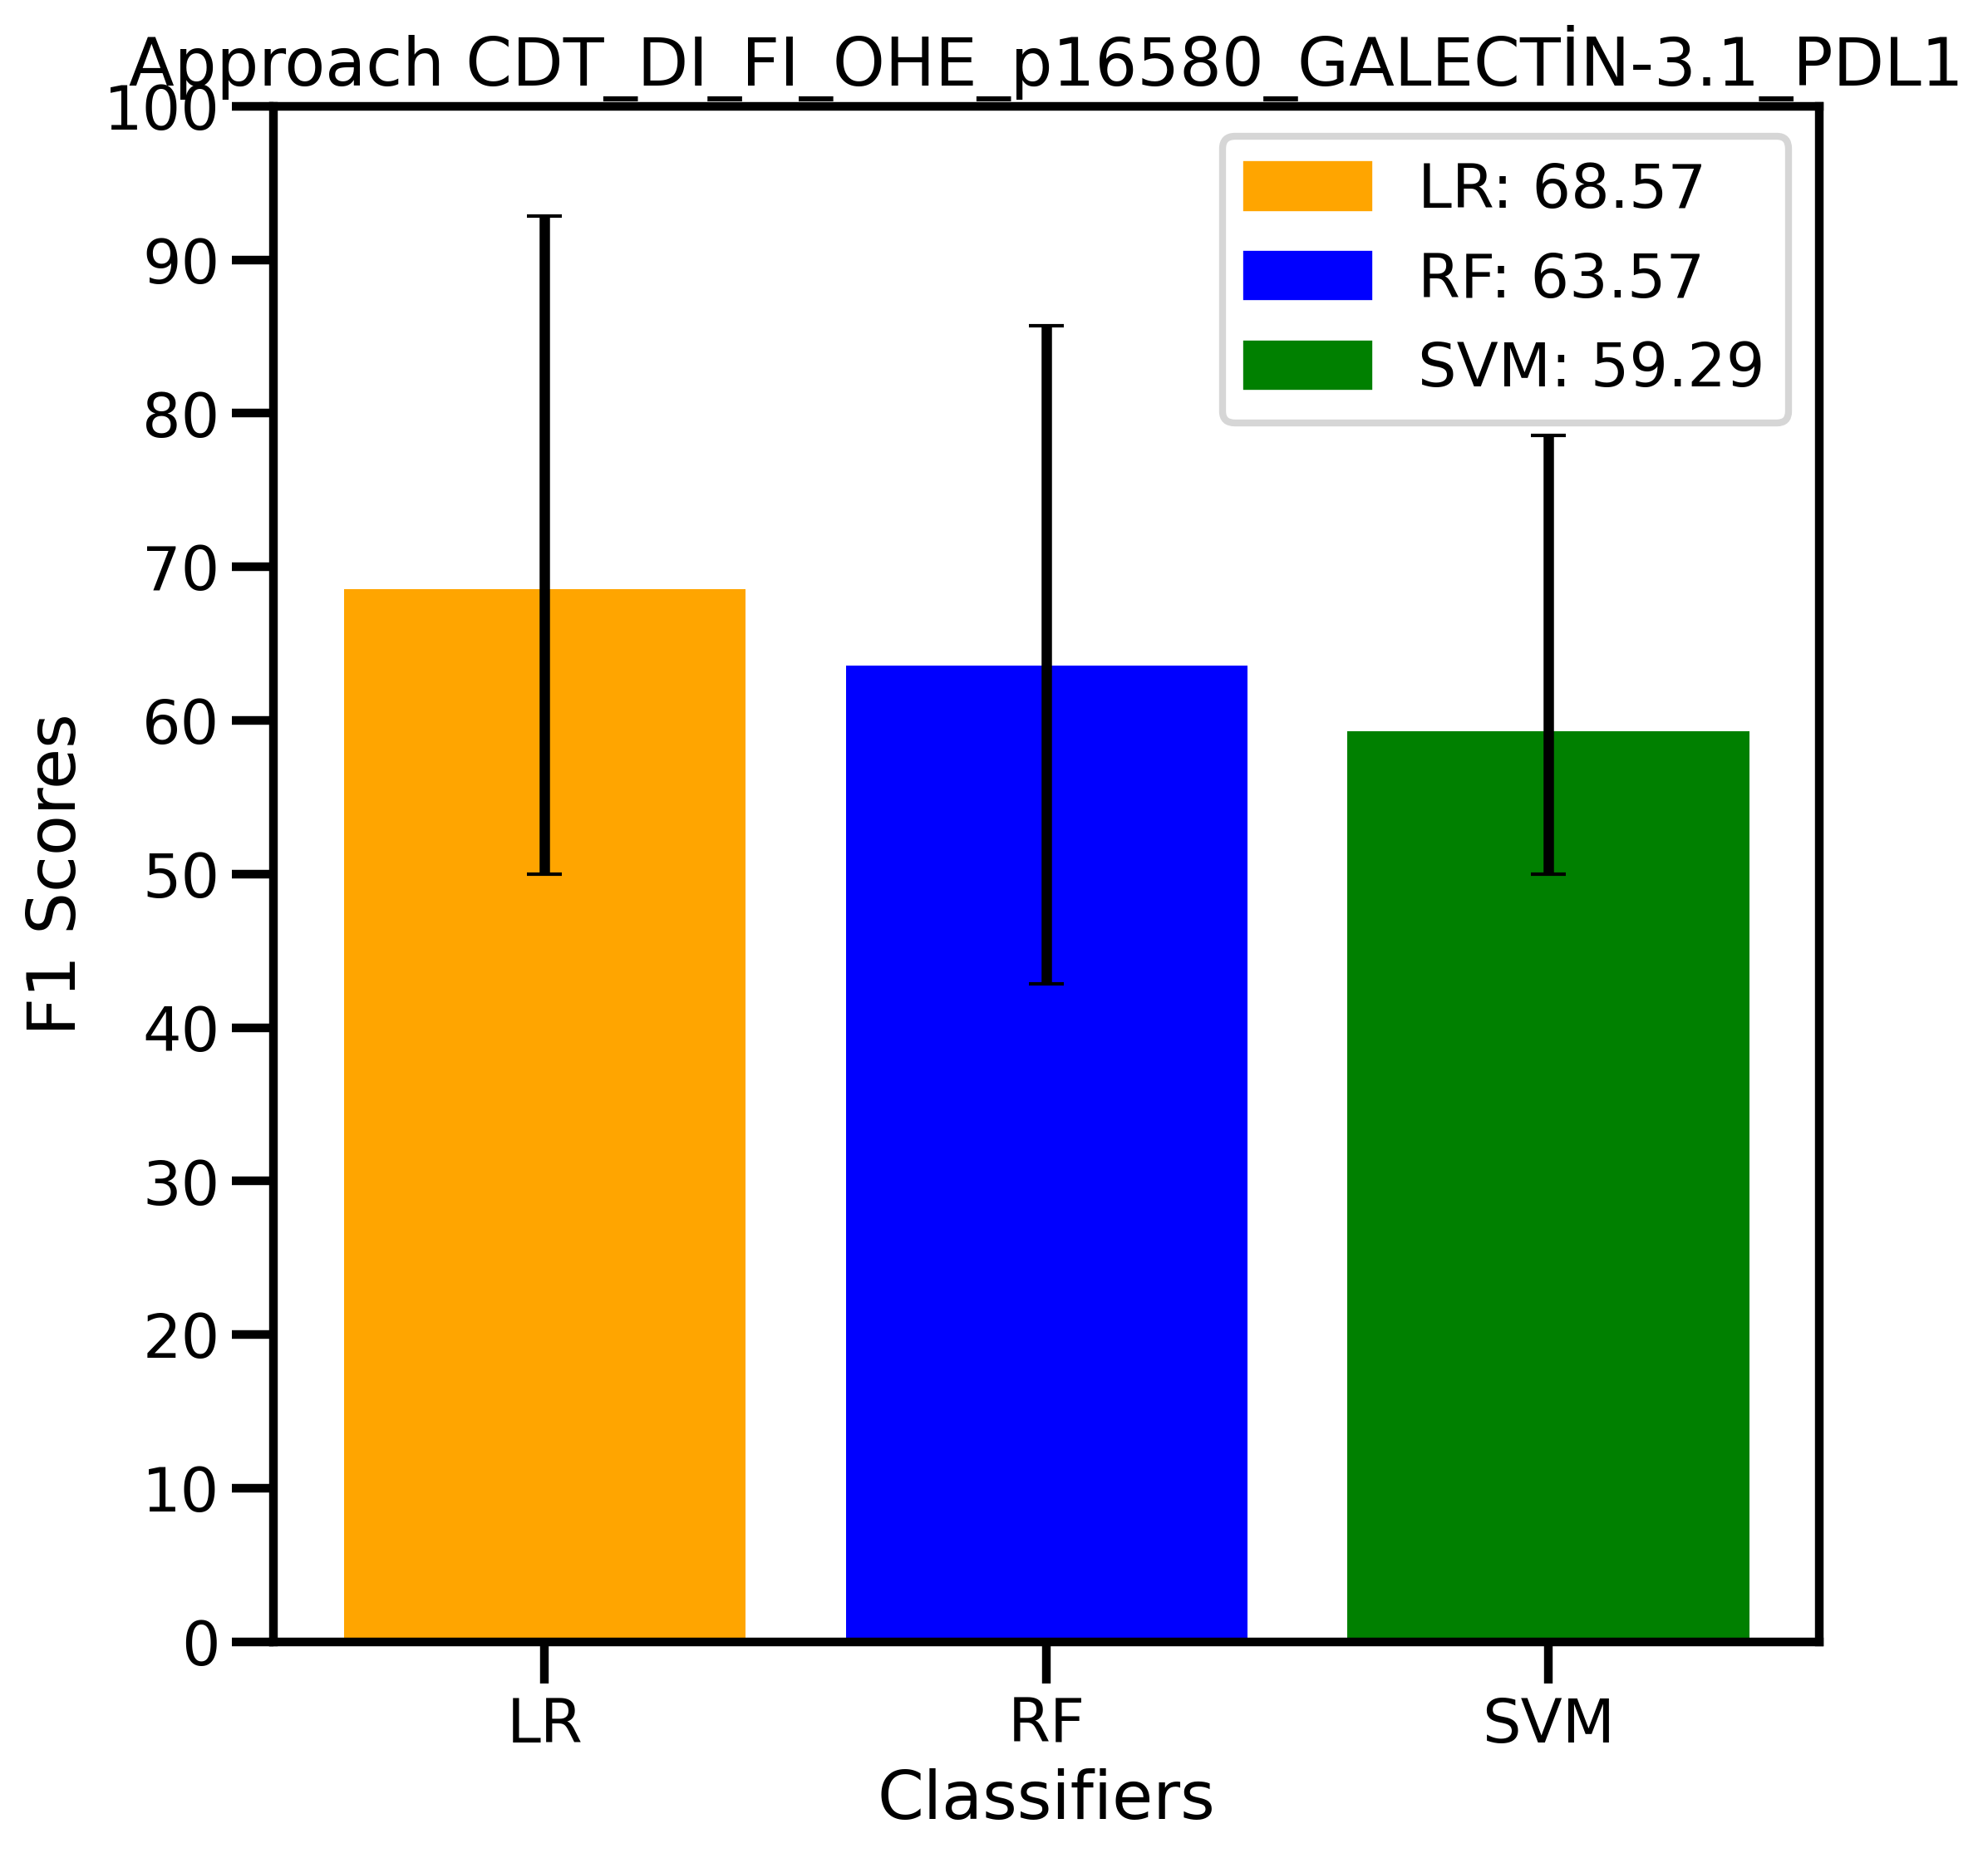 Approach CDT_DI_FI_OHE_p16580_GALECTİN-3.1_PDL1
100
90
80
70
60
50
40
30
20
10
0
F1 Scores
LR: 68.57
RF: 63.57
SVM: 59.29
LR
RF
SVM
Classifiers